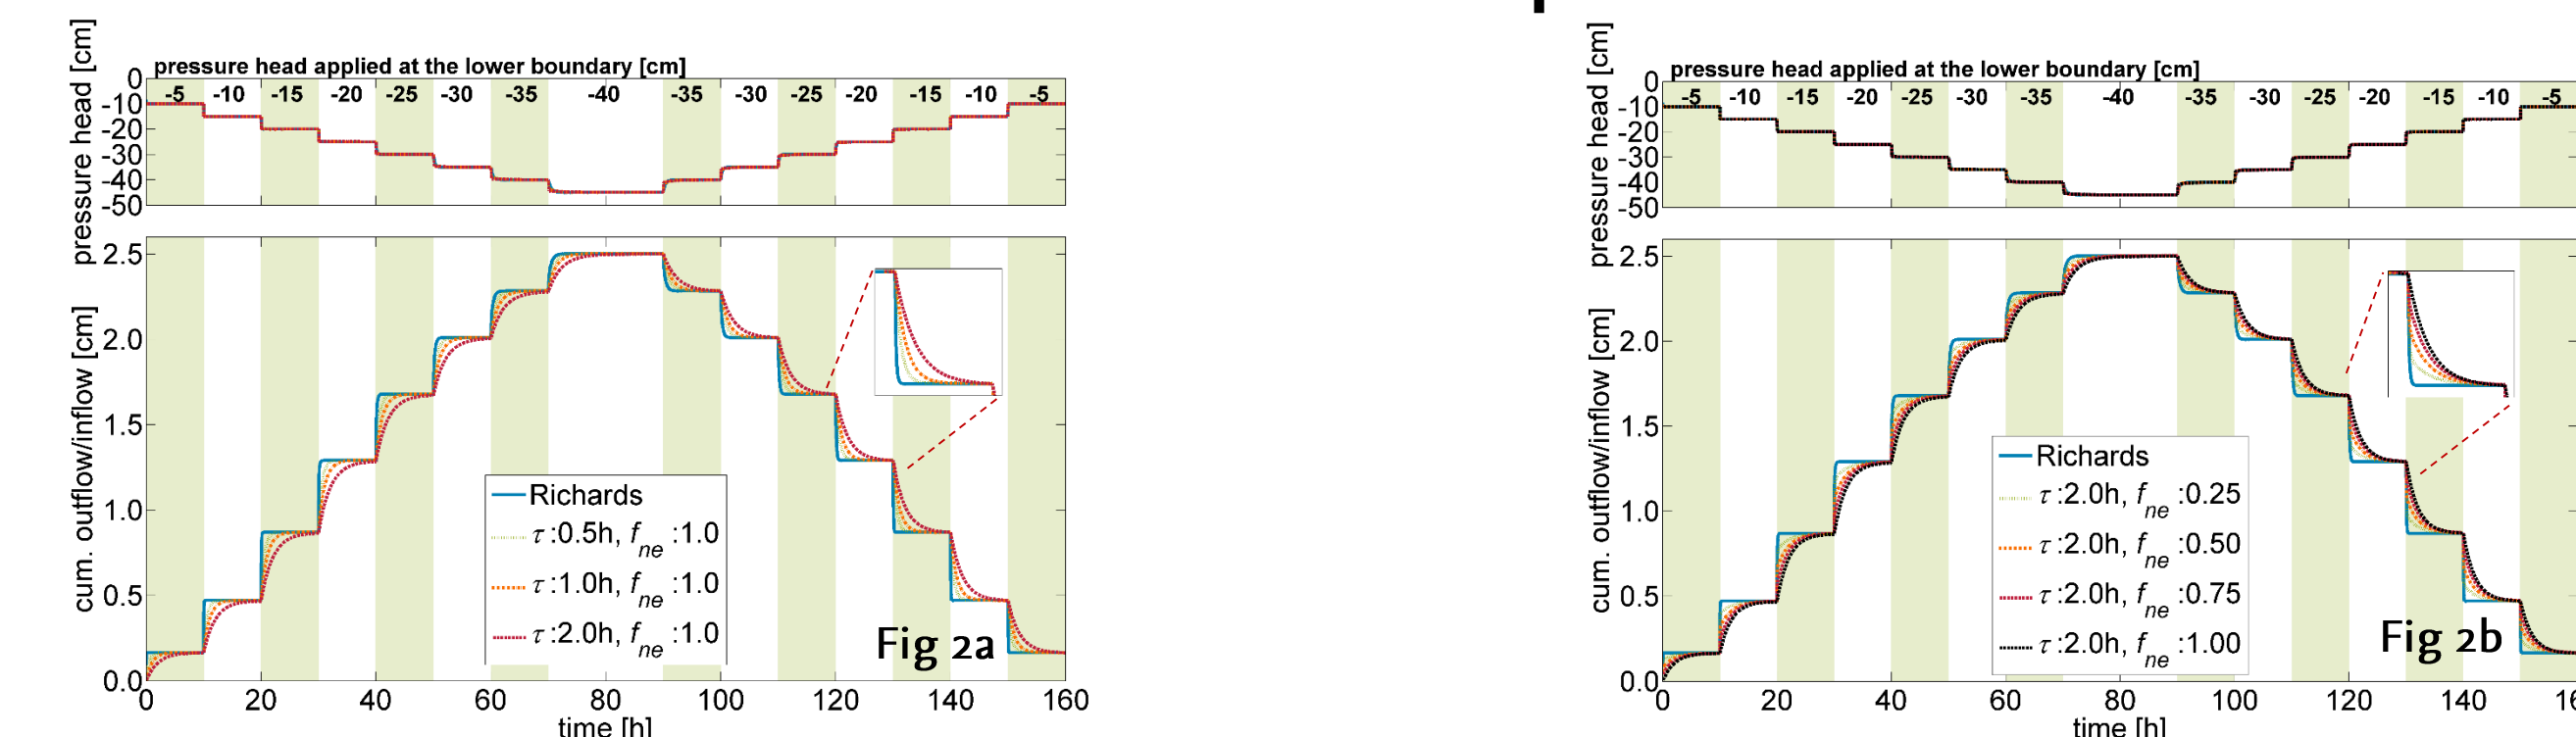 pressure head applied at the lower boundary [cm]
-5 -10 -15 -20 -25 -30 -35 -40 -35 -30 -25 -20 -15 -10 -5
pressure head [cm]
0
-10
-20
-30
-40
-50
cum. outflow/inflow [cm]
2.5
2.0
1.5
1.0
0.5
0.0
Richards
τ:0.5h, fne :1.0
τ:1.0h, fne :1.0
τ:2.0h, fne :1.0
Fig 2a
0 20 40 60 80 100 120 140 160
time [h]
pressure head applied at the lower boundary [cm]
-5 -10 -15 -20 -25 -30 -35 -40 -35 -30 -25 -20 -15 -10 -5
pressure head [cm]
0
-10
-20
-30
-40
-50
cum. outflow/inflow [cm]
2.5
2.0
1.5
1.0
0.5
0.0
Richards
τ:2.0h, fne :0.25
τ:2.0h, fne :0.50
τ:2.0h, fne :0.75
τ:2.0h, fne :1.00
Fig 2b
0 20 40 60 80 100 120 140
time [h]